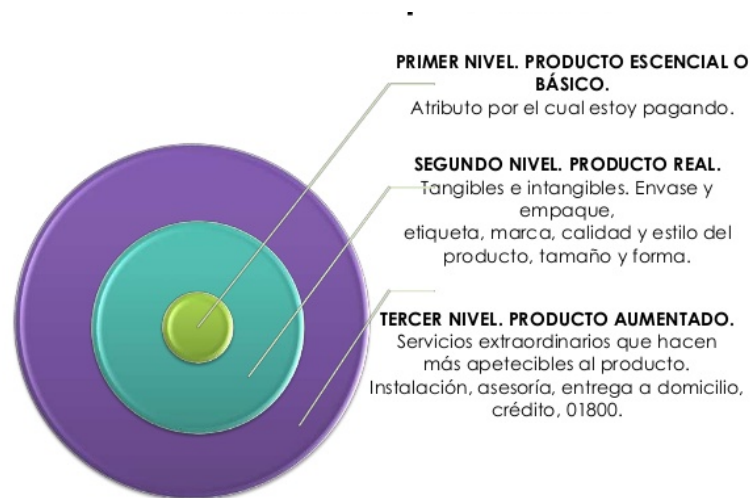 -
PRIMER NIVEL. PRODUCTO ESCENCIAL O
BÁSICO.
Atributo por el cual estoy pagando.
SEGUNDO NIVEL. PRODUCTO REAL.
Tangibles e intangibles. Envase y
empaque,
etiqueta, marca, calidad y estilo del
producto, tamaño y forma.
TERCER NIVEL. PRODUCTO AUMENTADO.
Servicios extraordinarios que hacen
más apetecibles al producto.
Instalación, asesoría, entrega a domicilio,
crédito, 01800.